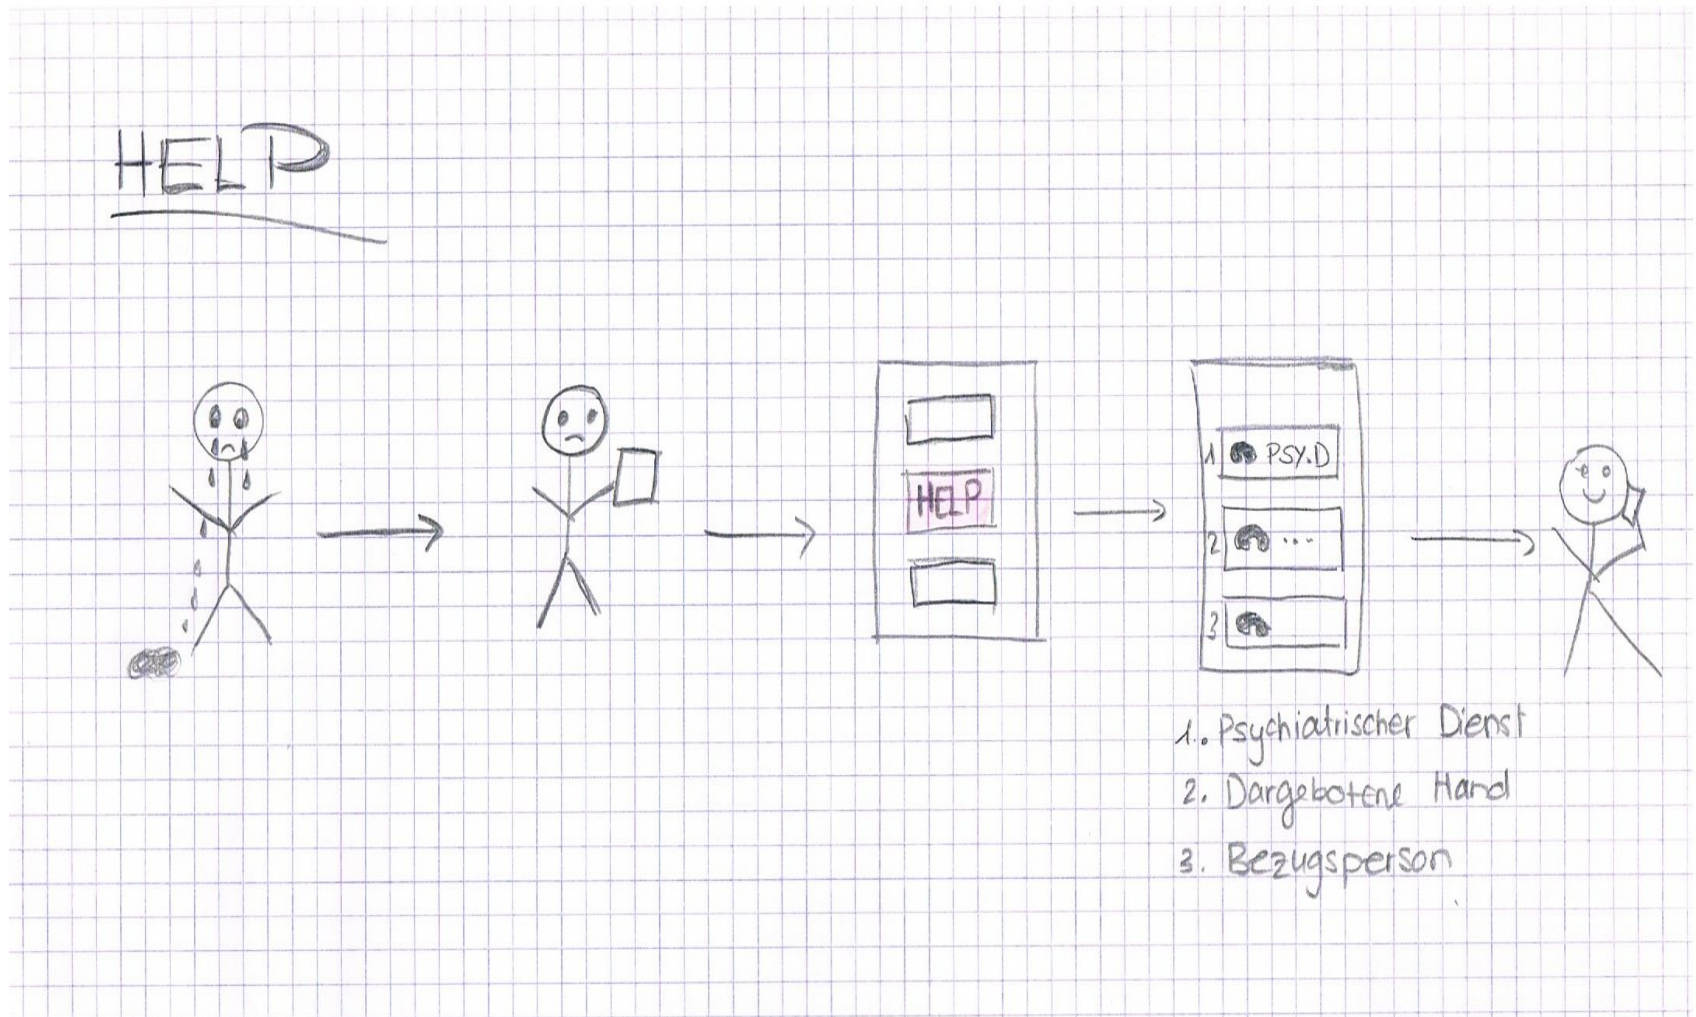 HELP
HELP
1 PSY.D
2 ...
3
1. Psychiatrischer Dienst
2. Dargebotene Hand
3. Bezugsperson